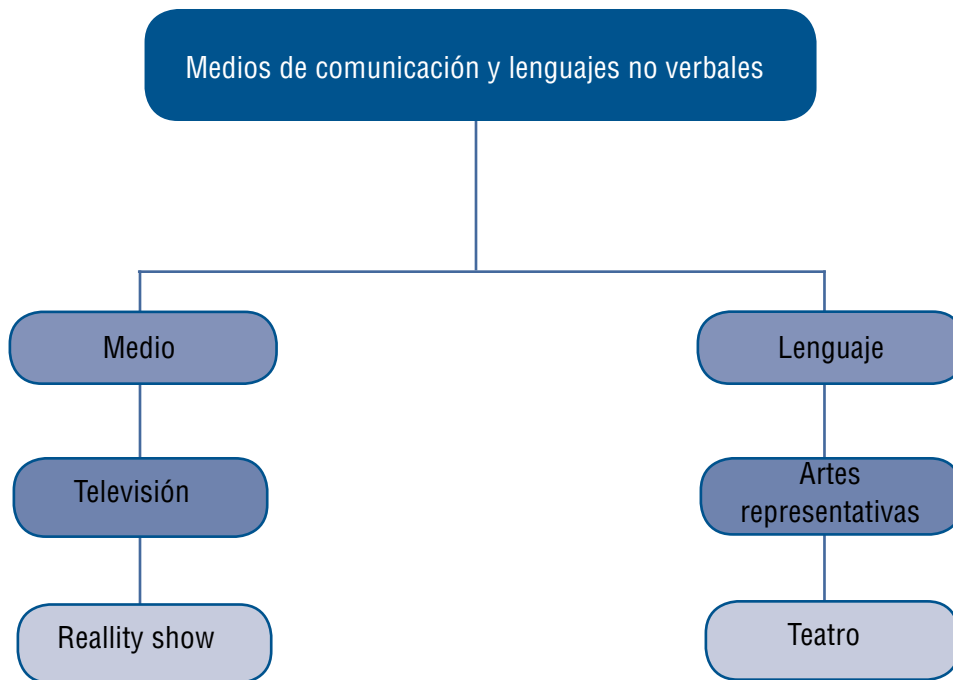 Medios de comunicación y lenguajes no verbales
Medio
Lenguaje
Televisión
Artes
representativas
Reallity show
Teatro